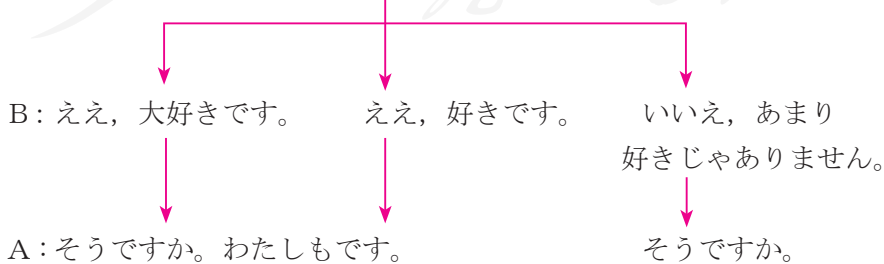 B：ええ，大好きです。　ええ，好きです。　いいえ，あまり
好きじゃありません。
A：そうですか。わたしもです。　そうですか。